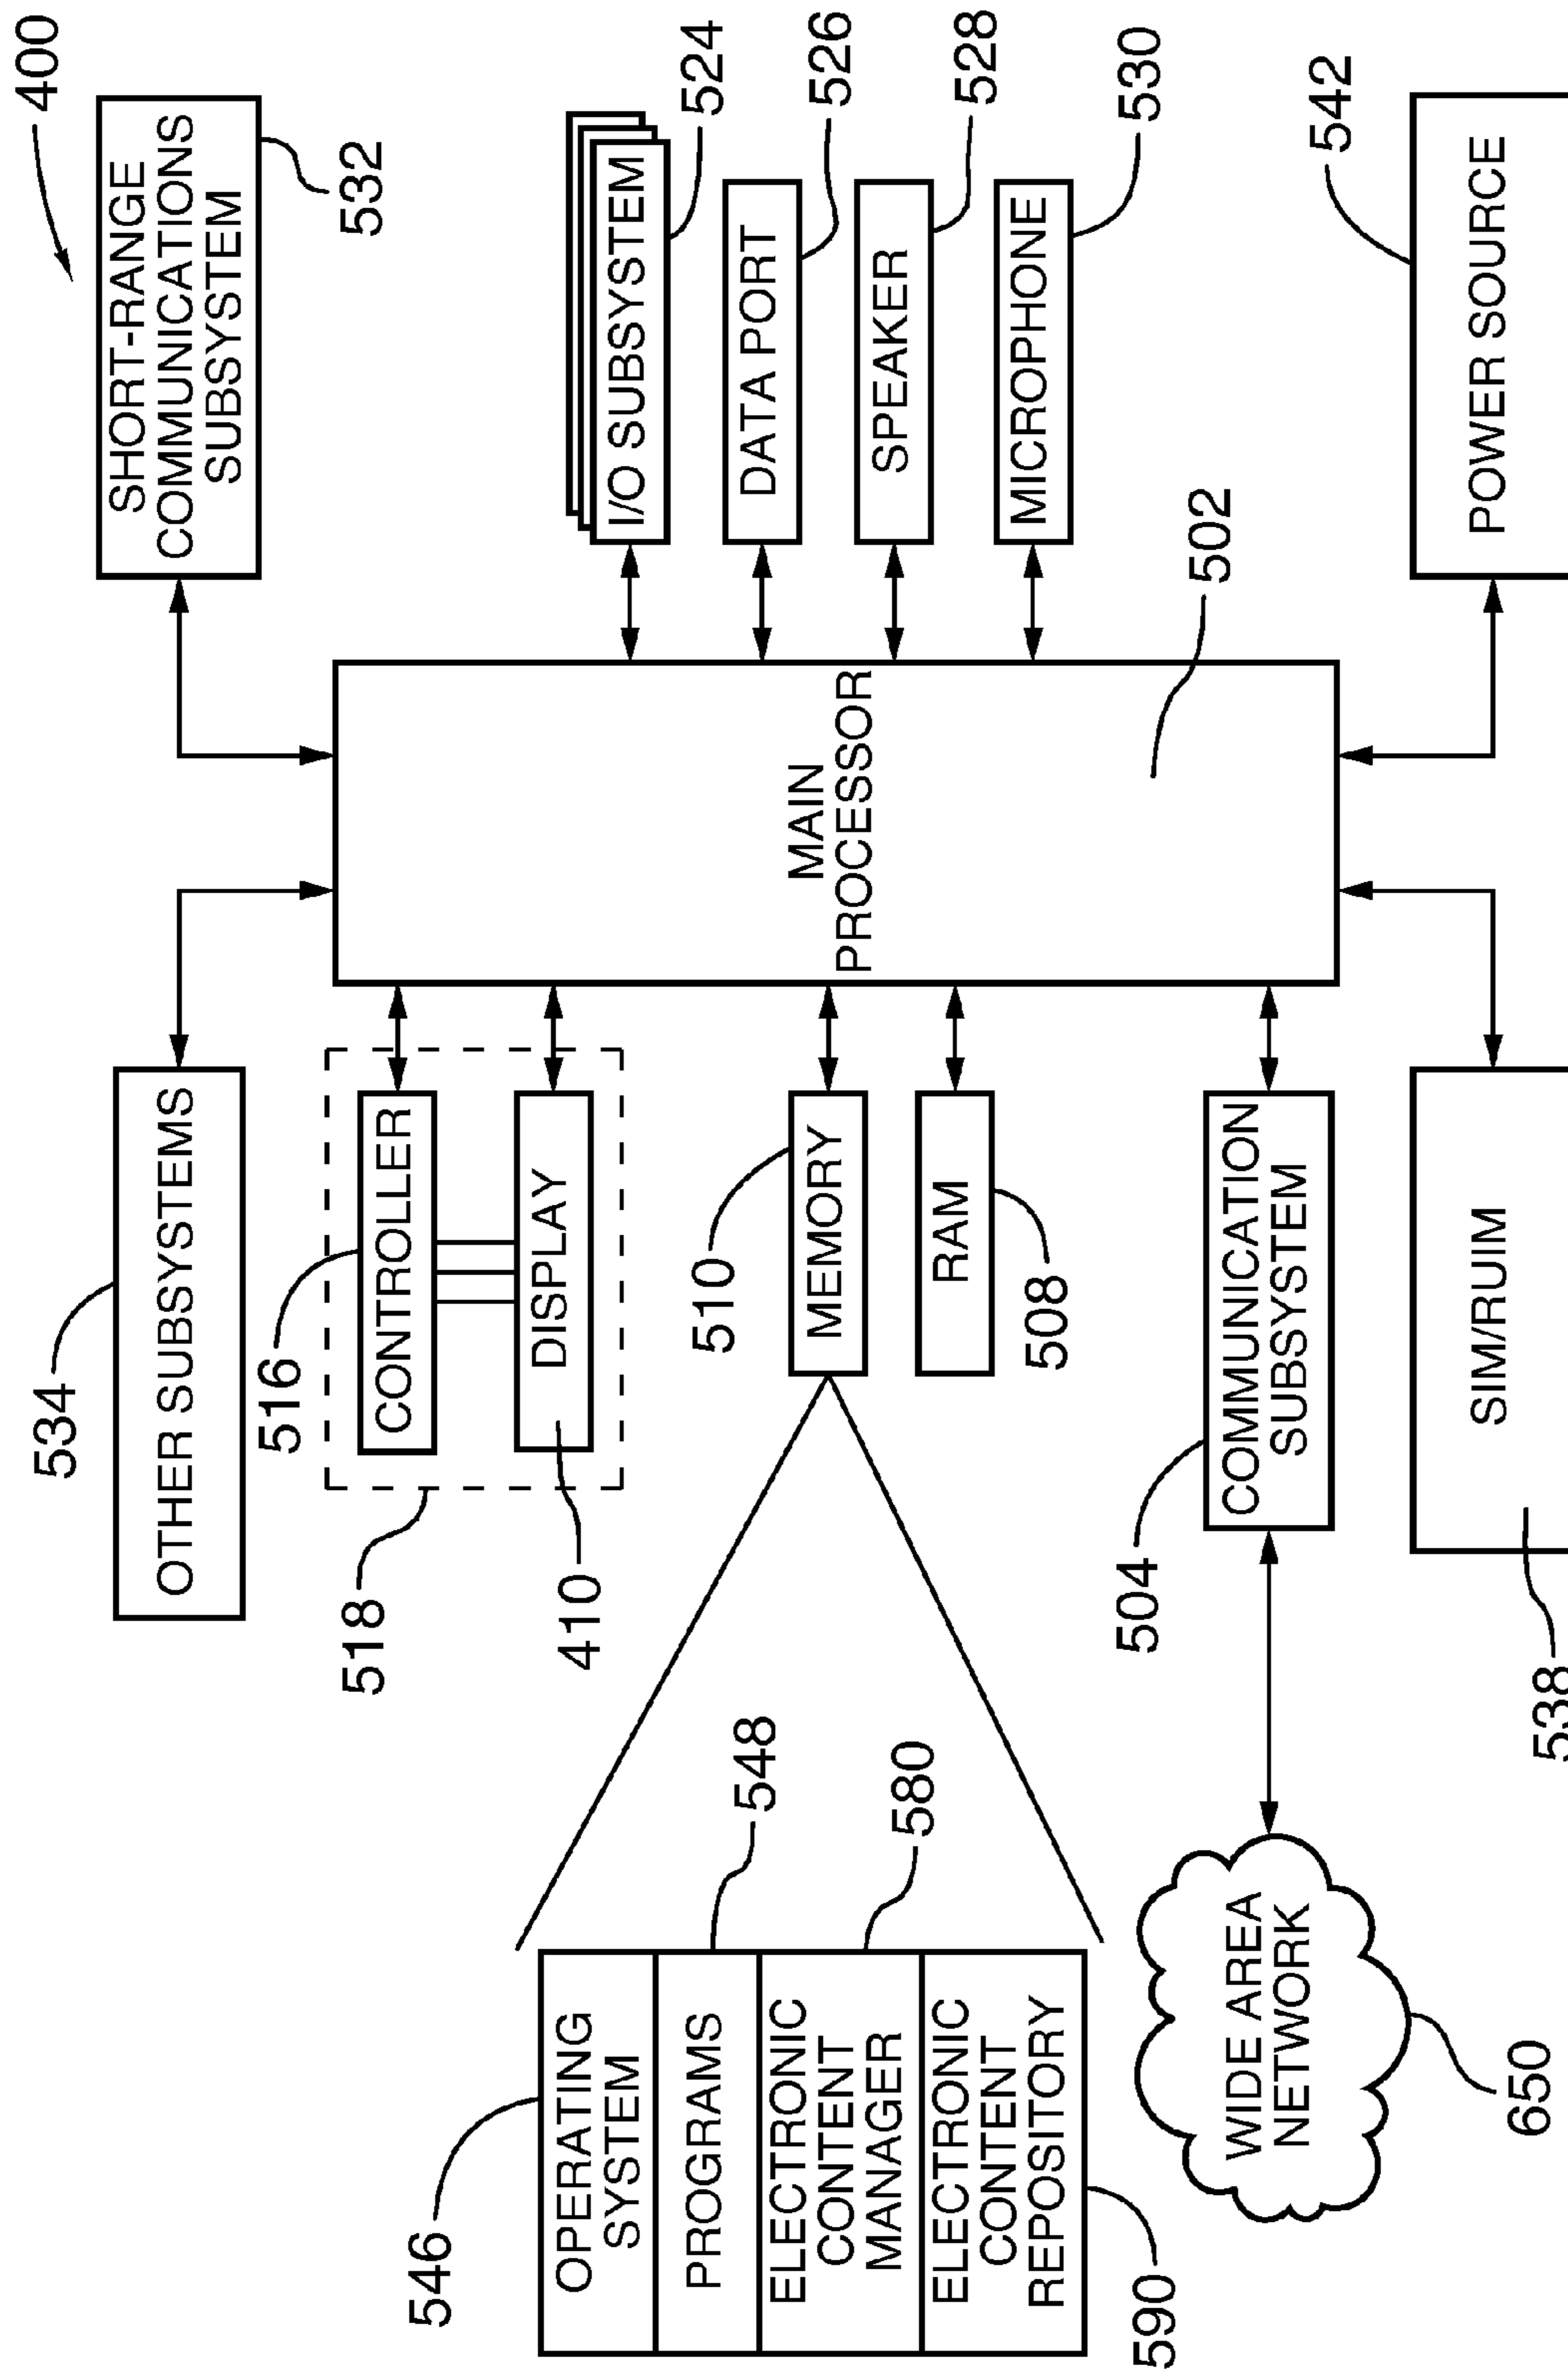 400
534
OTHER SUBSYSTEMS
SHORT-RANGE
COMMUNICATIONS
SUBSYSTEM
532
516
518
CONTROLLER
DISPLAY
410
I/O SUBSYSTEM
524
DATA PORT
526
SPEAKER
528
MICROPHONE
530
MAIN
PROCESSOR
502
510
MEMORY
RAM
508
546
OPERATING
SYSTEM
PROGRAMS
548
ELECTRONIC
CONTENT
MANAGER
580
ELECTRONIC
CONTENT
REPOSITORY
590
504
COMMUNICATION
SUBSYSTEM
WIDE AREA
NETWORK
650
SIM/RUIM
538
POWER SOURCE
542